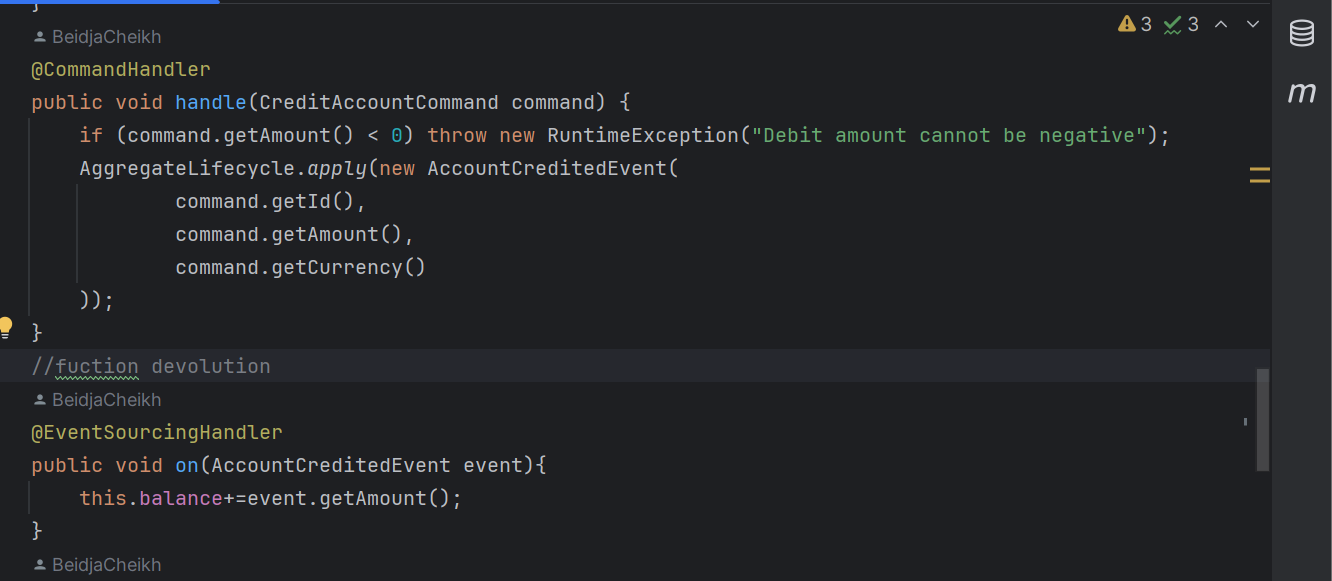 }
BeidjaCheikh
3 3
@CommandHandler
public void handle(CreditAccountCommand command) {
if (command.getAmount() < 0) throw new RuntimeException("Debit amount cannot be negative");
AggregateLifecycle.apply(new AccountCreditedEvent(
command.getId(),
command.getAmount(),
command.getCurrency()
));
}
//fuction devolution
BeidjaCheikh
@EventSourcingHandler
public void on(AccountCreditedEvent event){
this.balance+=event.getAmount();
}
BeidjaCheikh
m